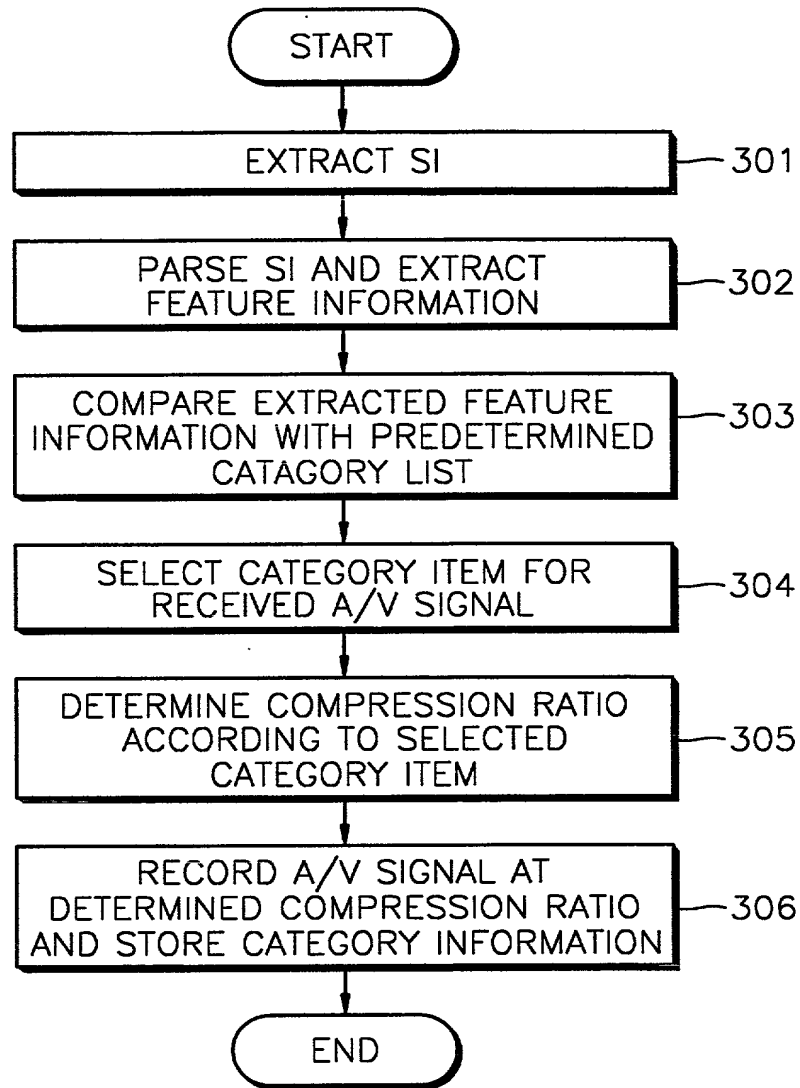 START
EXTRACT SI
301
PARSE SI AND EXTRACT
FEATURE INFORMATION
302
COMPARE EXTRACTED FEATURE
INFORMATION WITH PREDETERMINED
CATAGORY LIST
303
SELECT CATEGORY ITEM FOR
RECEIVED A/V SIGNAL
304
DETERMINE COMPRESSION RATIO
ACCORDING TO SELECTED
CATEGORY ITEM
305
RECORD A/V SIGNAL AT
DETERMINED COMPRESSION RATIO
AND STORE CATEGORY INFORMATION
306
END